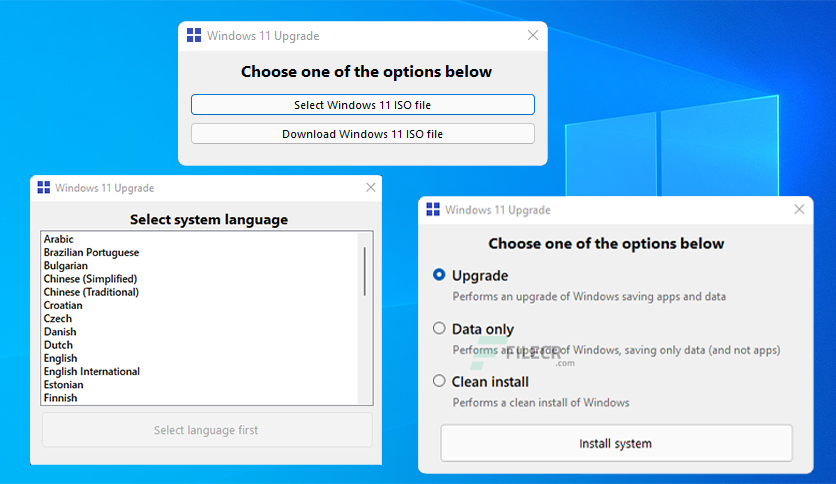 Windows 11 Upgrade
Choose one of the options below
Select Windows 11 ISO file
Download Windows 11 ISO file
Windows 11 Upgrade
Select system language
Arabic
Brazilian Portuguese
Bulgarian
Chinese (Simplified)
Chinese (Traditional)
Croatian
Czech
Danish
Dutch
English
English International
Estonian
Finnish
Select language first
Windows 11 Upgrade
Choose one of the options below
Upgrade
Performs an upgrade of Windows saving apps and data
Data only
Performs an upgrade of Windows, saving only data (and not apps)
FILECR
.com
Clean install
Performs a clean install of Windows
Install system